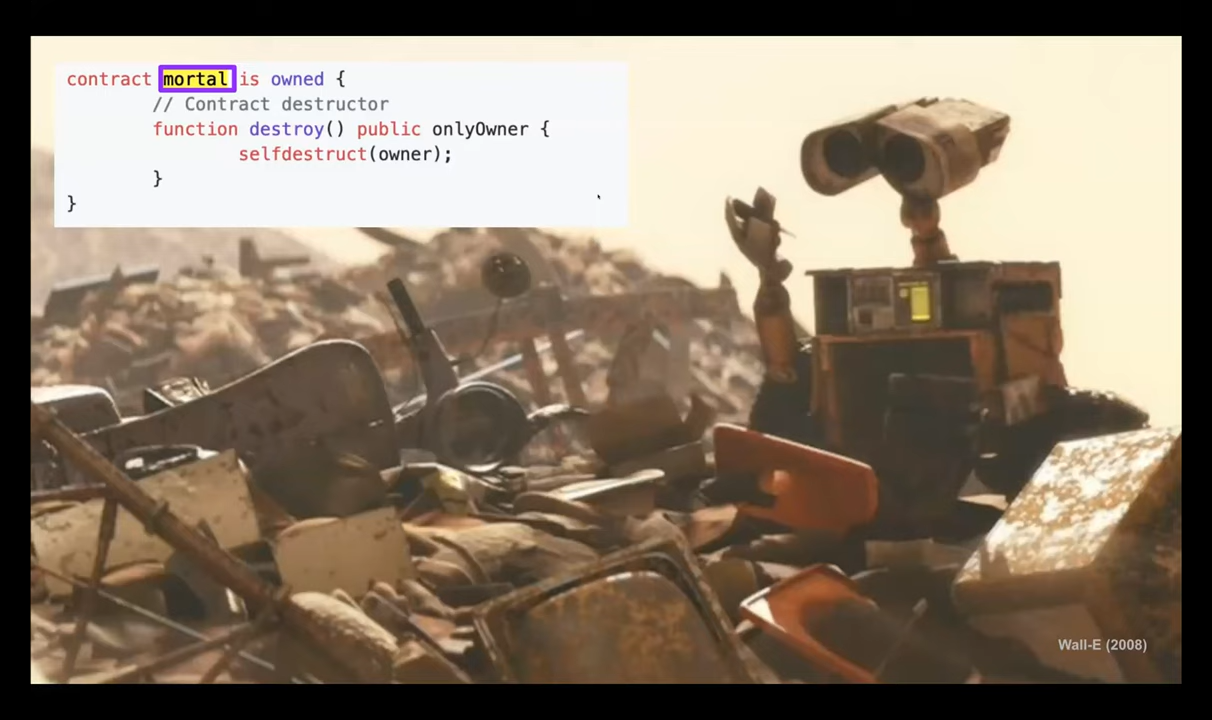 contract mortal is owned {
// Contract destructor
function destroy() public onlyOwner {
selfdestruct(owner);
}
}
Wall-E (2008)